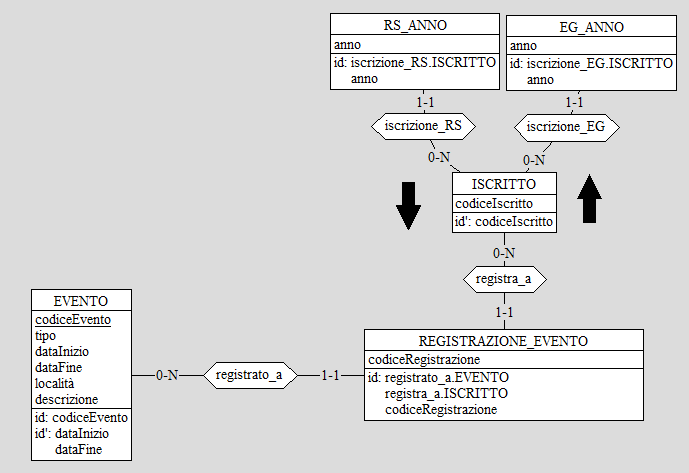 RS_ANNO
anno
id: iscrizione_RS.ISCRITTO
anno
EG_ANNO
anno
id: iscrizione_EG.ISCRITTO
anno
1-1
1-1
iscrizione_RS
iscrizione_EG
0-N
0-N
ISCRITTO
codiceIscritto
id': codiceIscritto
0-N
registra_a
1-1
EVENTO
codiceEvento
tipo
dataInizio
dataFine
località
descrizione
id: codiceEvento
id': dataInizio
dataFine
0-N
registrato_a
1-1
REGISTRAZIONE_EVENTO
codiceRegistrazione
id: registrato_a.EVENTO
registra_a.ISCRITTO
codiceRegistrazione